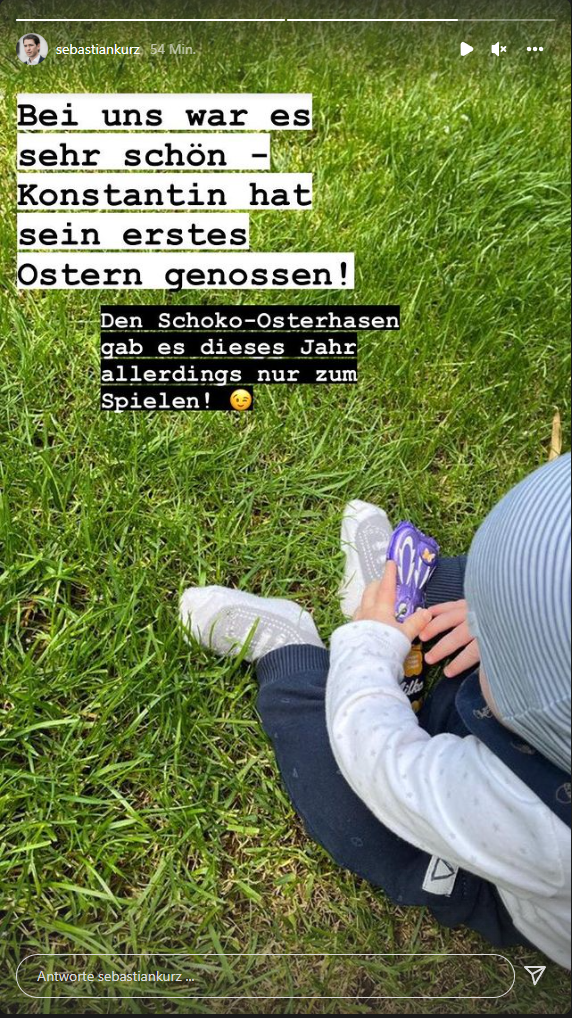 sebastiankurz 54 Min.
Bei uns war es
sehr schön -
Konstantin hat
sein erstes
Ostern genossen!
Den Schoko-Osterhasen
gab es dieses Jahr
allerdings nur zum
Spielen! 😉
Milka
Antworte sebastiankurz ...